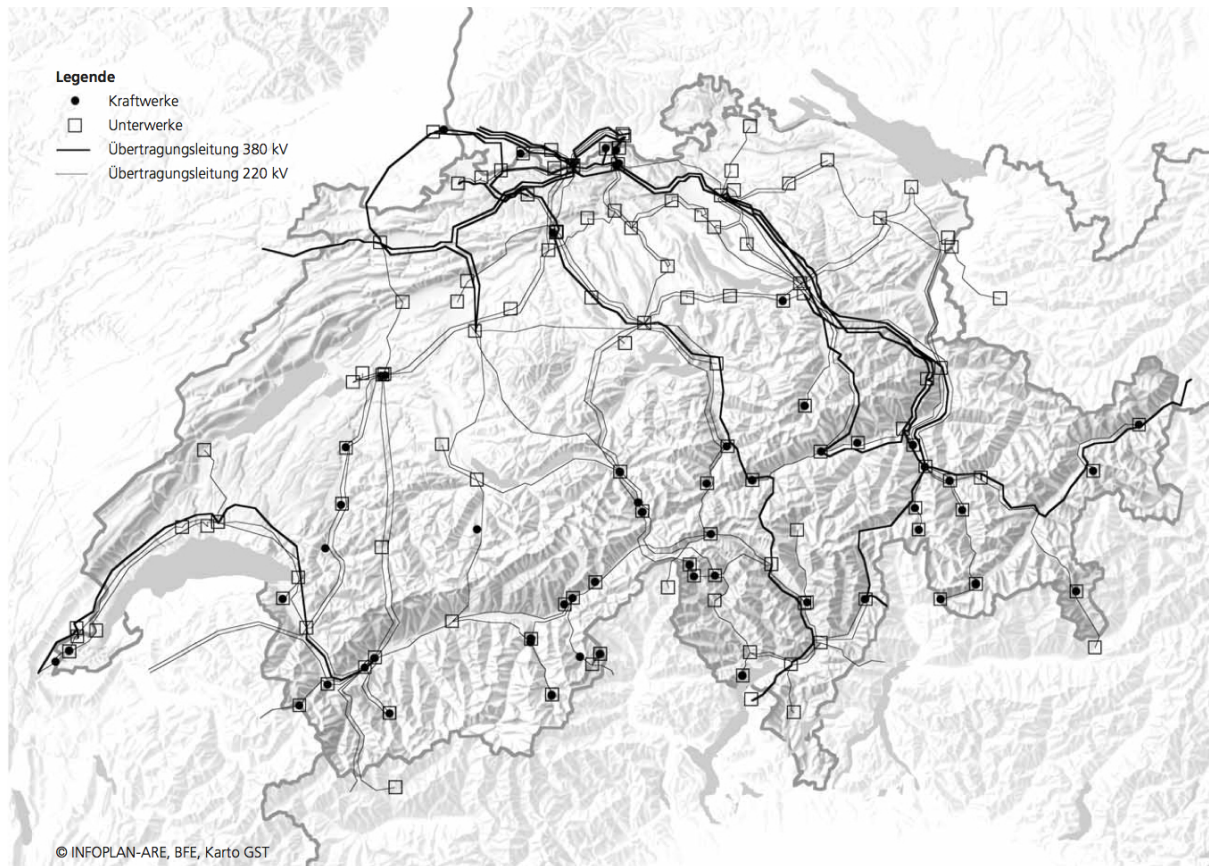 Legende
Kraftwerke
Unterwerke
Übertragungsleitung 380 kV
Übertragungsleitung 220 kV
© INFOPLAN-ARE, BFE, Karto GST